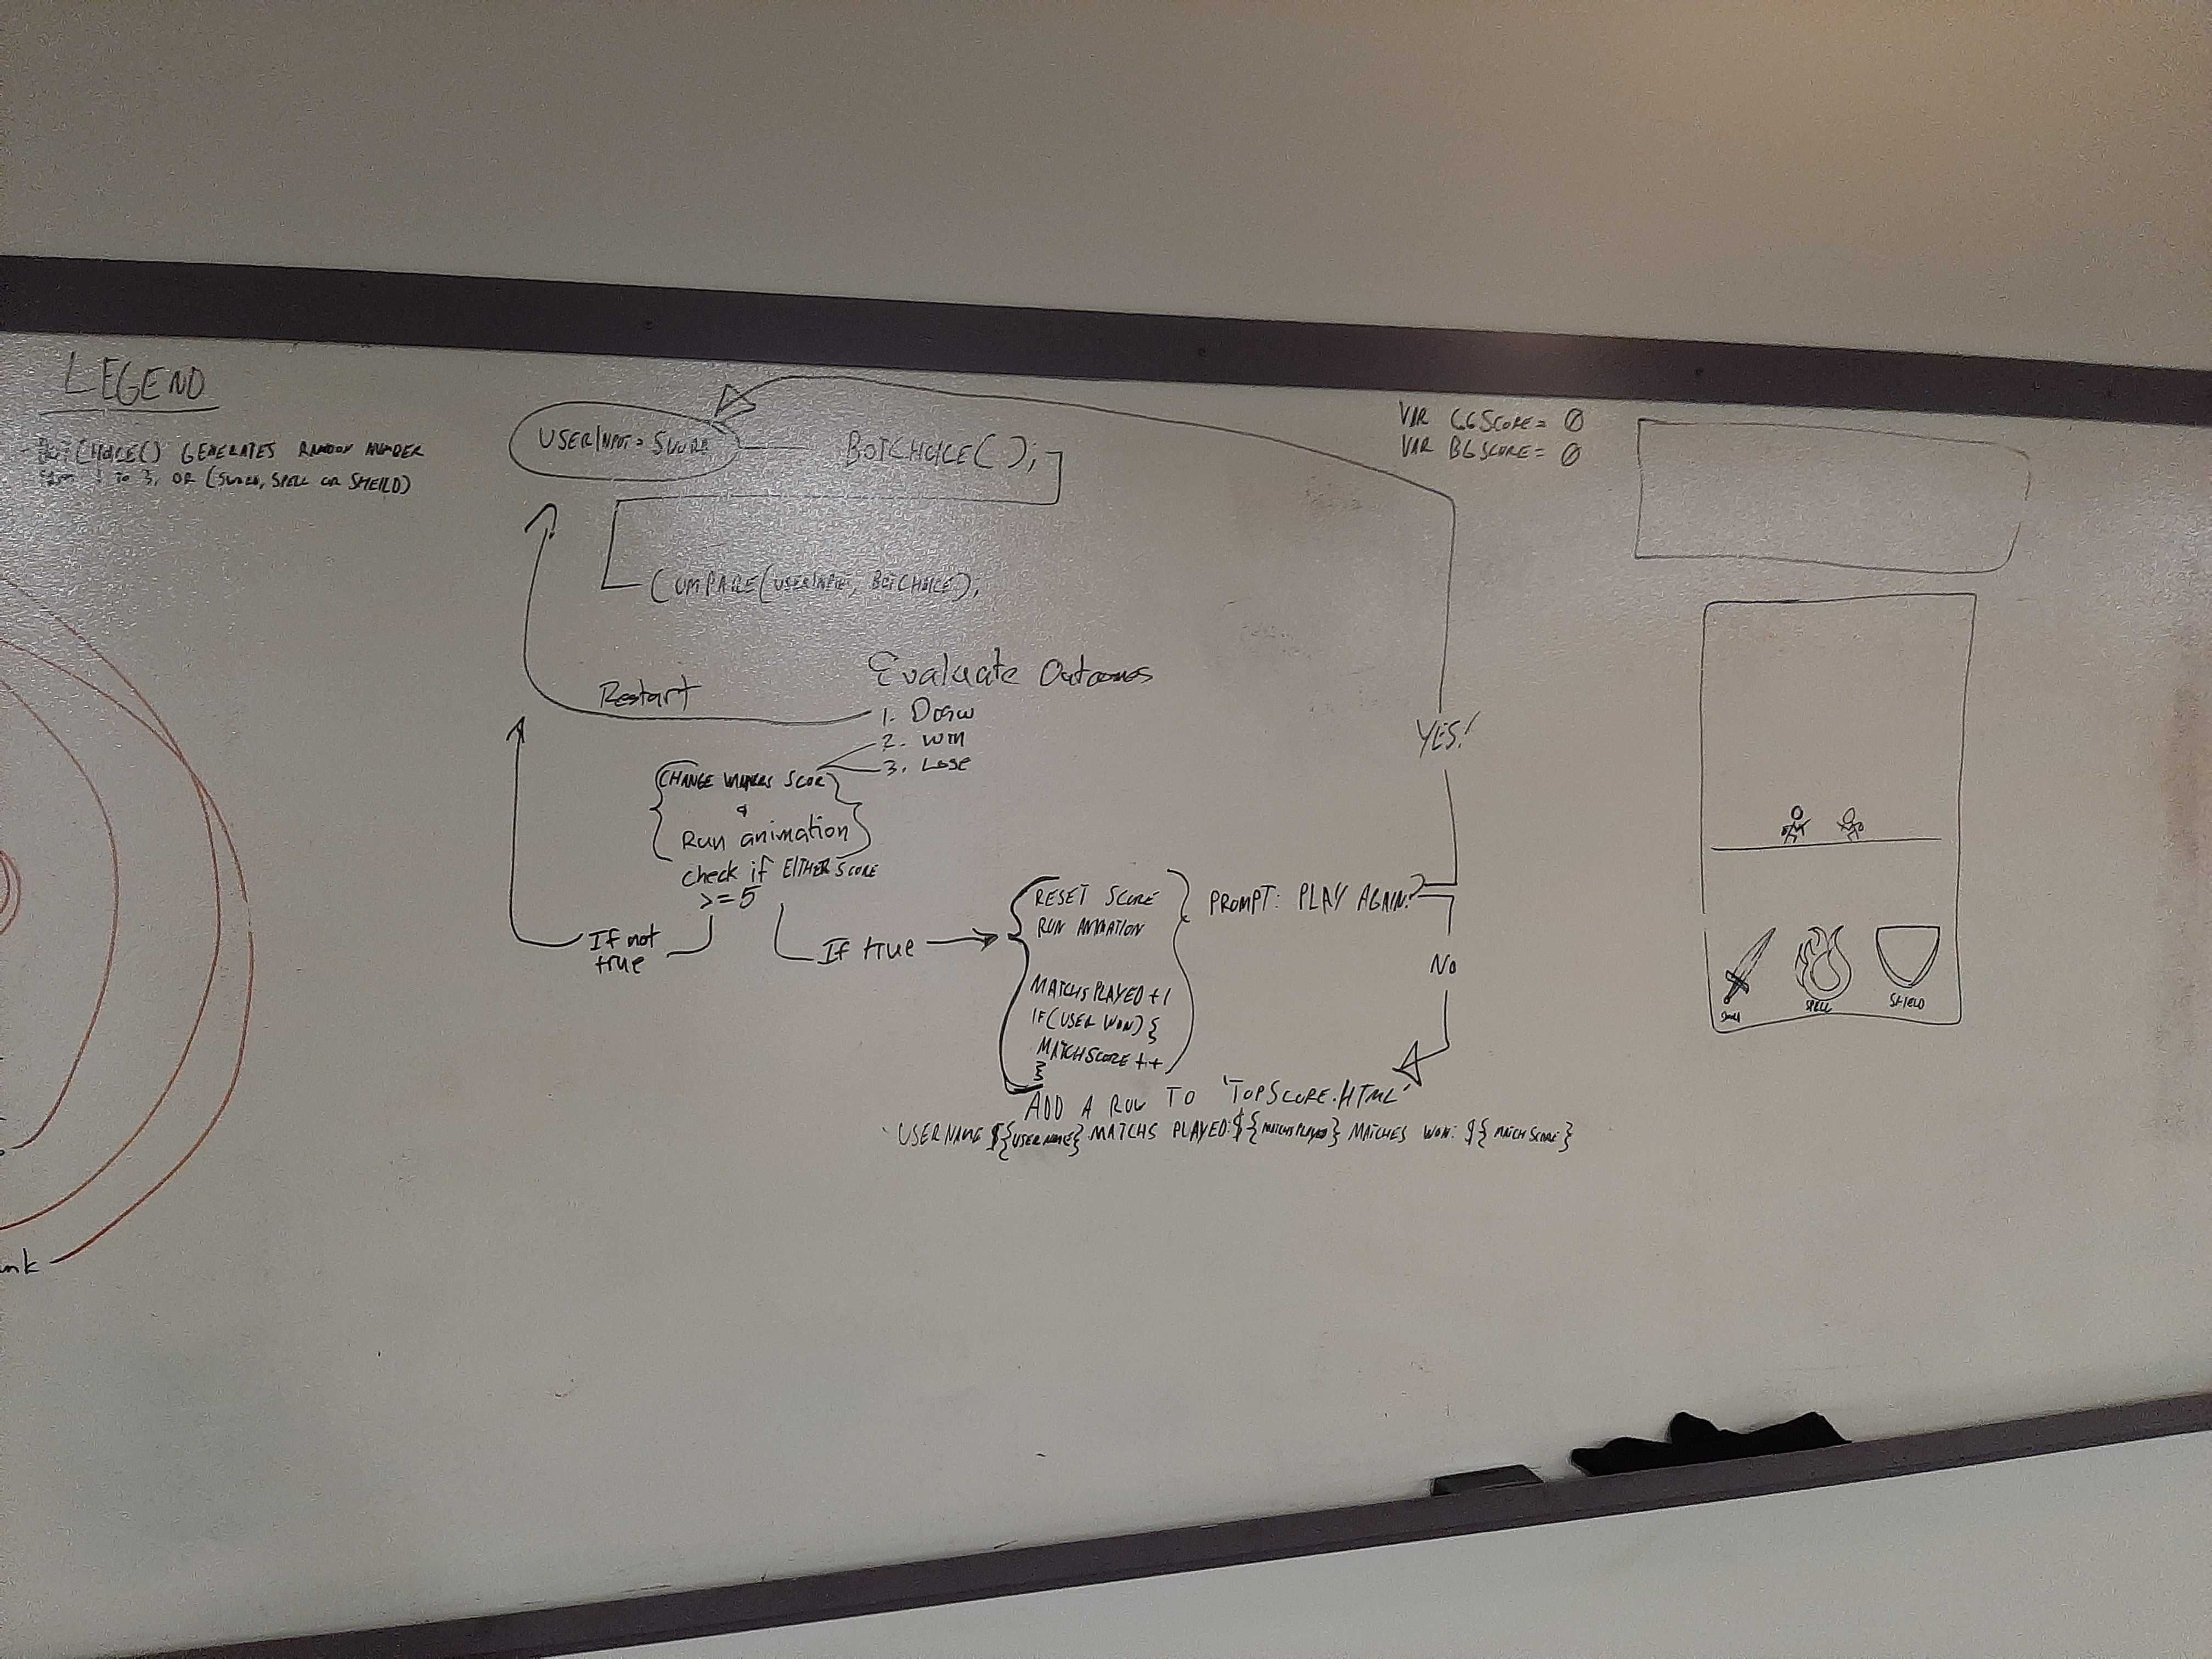 LEGEND
BOTCHOICE() GENERATES RANDOM NUMBER
FROM 1 TO 3, OR (SWORD, SPELL OR SHEILD)
USERINPUT = SWORD
BOTCHOICE();
COMPARE(USERINPUT, BOTCHOICE);
Evaluate Outcomes
Restart
1. Draw
2. Win
3. Lose
CHANGE WINNERS SCORE
&
Run animation
check if EITHER SCORE
>= 5
If not
true
If true
RESET SCORE
RUN ANIMATION
MATCHS PLAYED +1
IF(USER WON) {
MATCHSCORE ++
}
PROMPT: PLAY AGAIN?
YES!
No
ADD A ROW TO 'TOPSCORE.HTML'
USERNAME ${USERNAME} MATCHS PLAYED: ${MATCHSPLAYED} MATCHES WON: ${MATCHSCORE}
VAR GGSCORE = 0
VAR BGSCORE = 0
SPELL
SHIELD